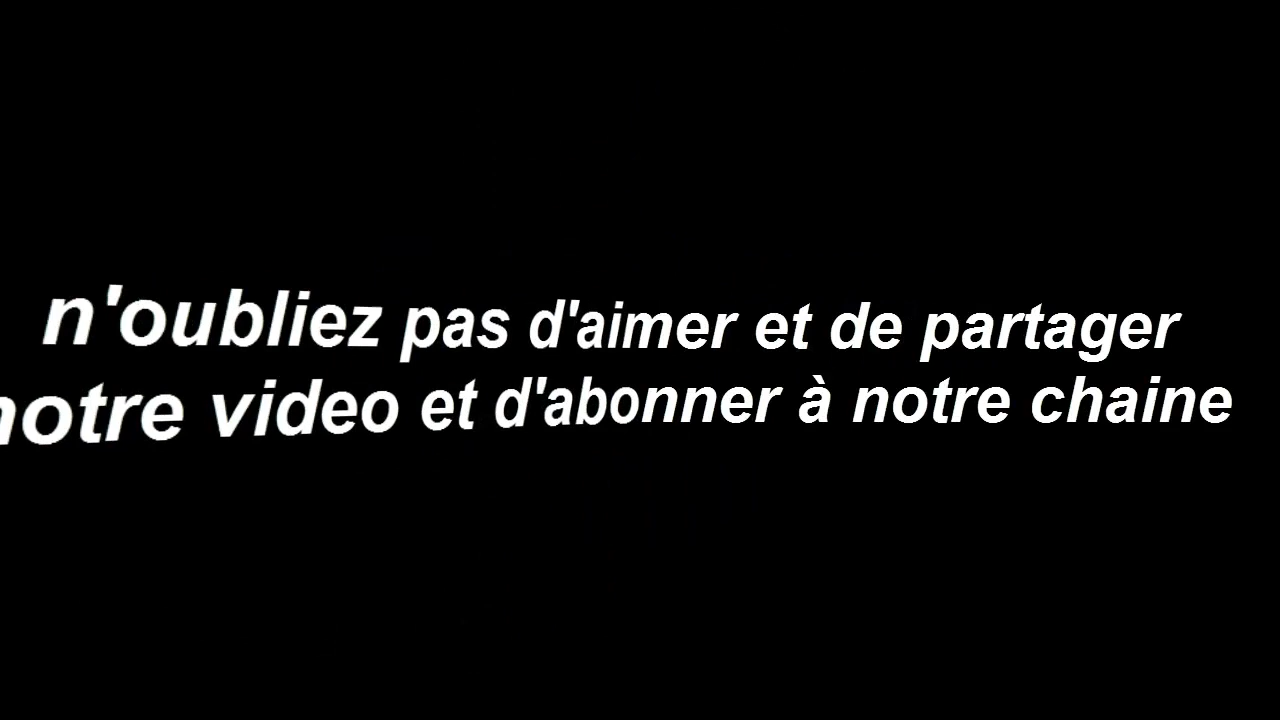 n'oubliez pas d'aimer et de partager
notre video et d'abonner à notre chaine